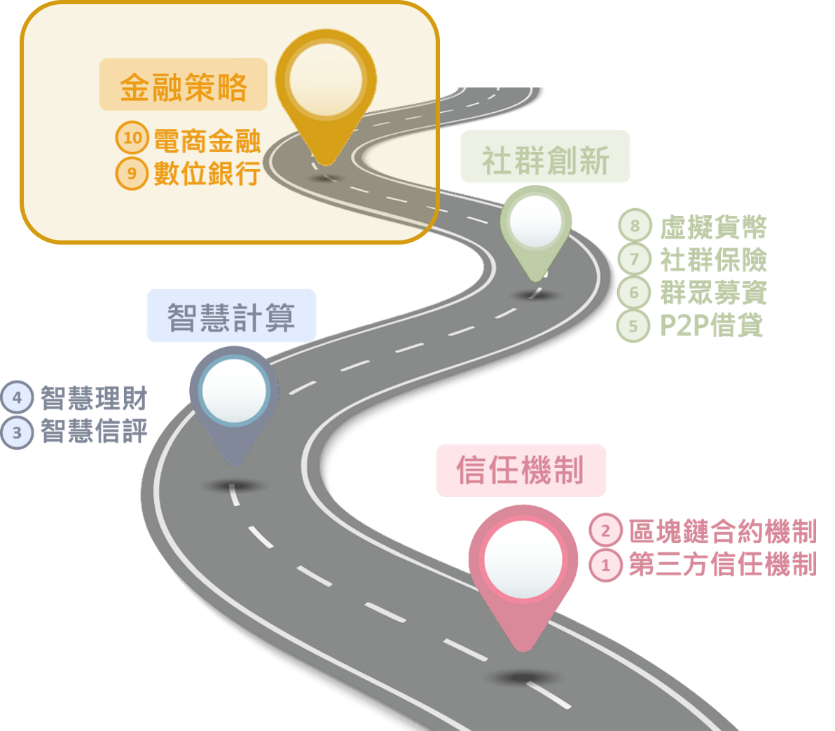 金融策略
10 電商金融
9 數位銀行
社群創新
8 虛擬貨幣
7 社群保險
6 群眾募資
5 P2P借貸
智慧計算
4 智慧理財
3 智慧信評
信任機制
2 區塊鏈合約機制
1 第三方信任機制